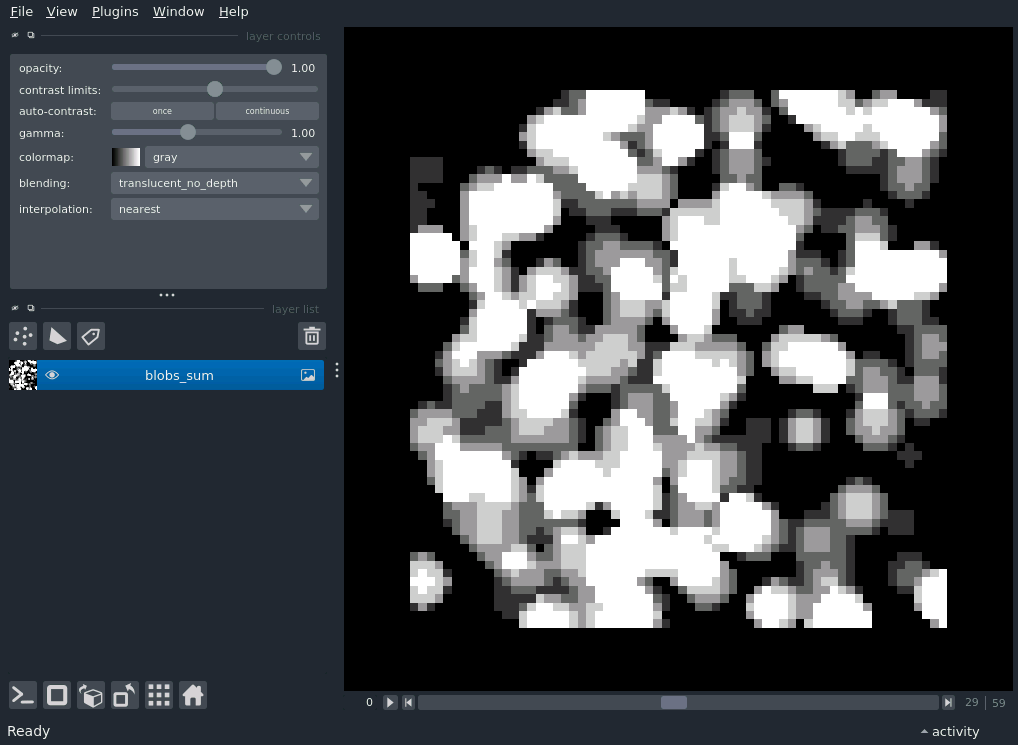 File View Plugins Window Help
layer controls
opacity: 1.00
contrast limits:
auto-contrast: once continuous
gamma: 1.00
colormap: gray
blending: translucent_no_depth
interpolation: nearest
layer list
blobs_sum
0 29 59
Ready activity